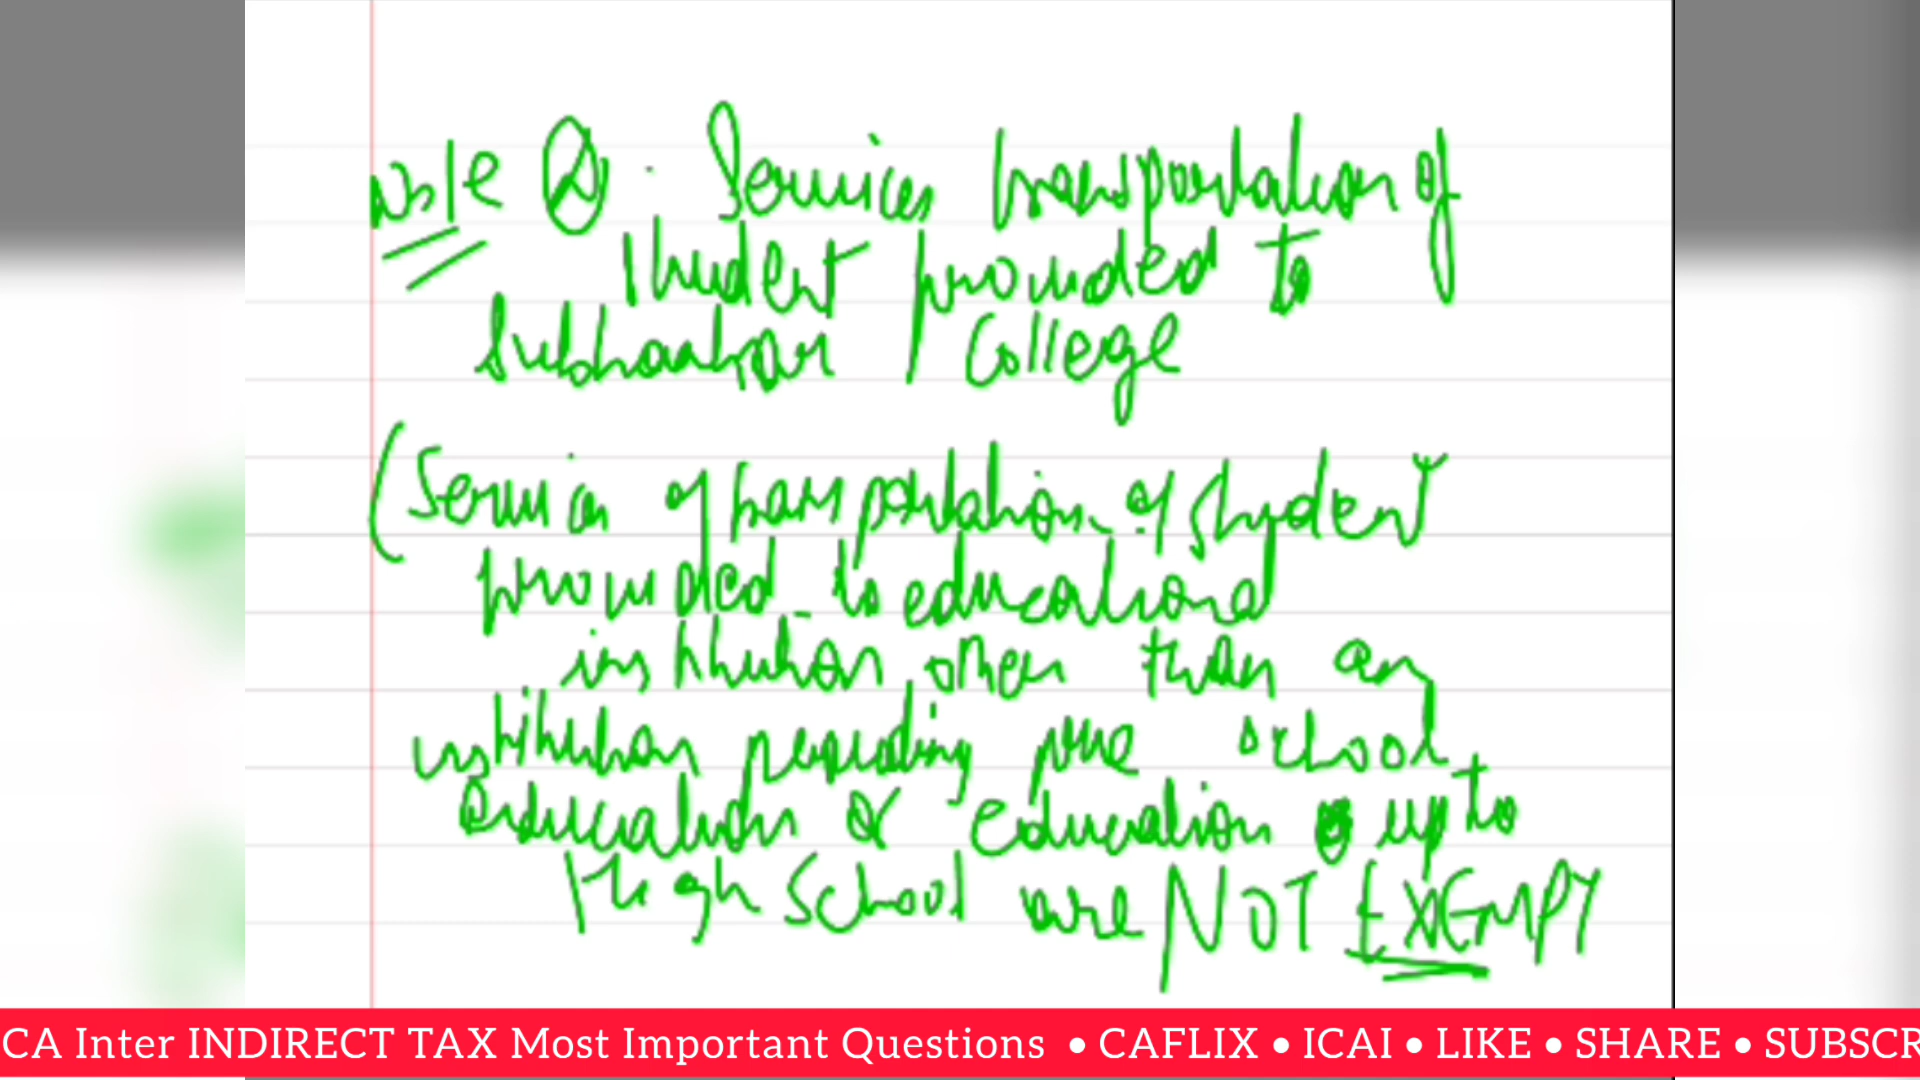 Note 2. Services transportation of
Student provided to
College
(Services of transportation of student
provided to educational
institution other than an
institution providing pre school
education or education up to
High School are NOT EXEMPT
CA Inter INDIRECT TAX Most Important Questions • CAFLIX • ICAI • LIKE • SHARE • SUBSCR